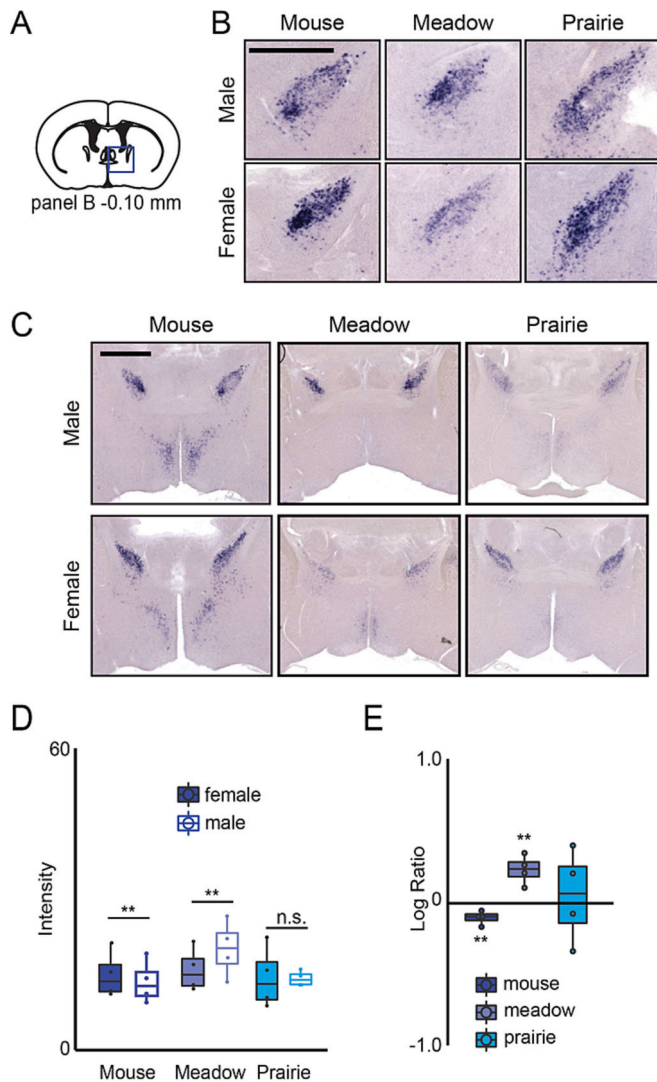 A
panel B -0.10 mm
B
Mouse Meadow Prairie
Male
Female
C
Mouse Meadow Prairie
Male
Female
D
60
Intensity
0
female
male
**
**
n.s.
Mouse Meadow Prairie
E
1.0
Log Ratio
0
-1.0
**
**
mouse
meadow
prairie